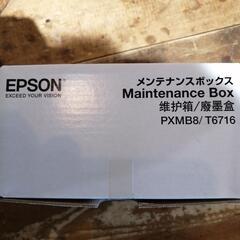 EPSON
EXCEED YOUR VISION
メンテナンスボックス
Maintenance Box
维护箱/廢墨盒
PXMB8/ T6716